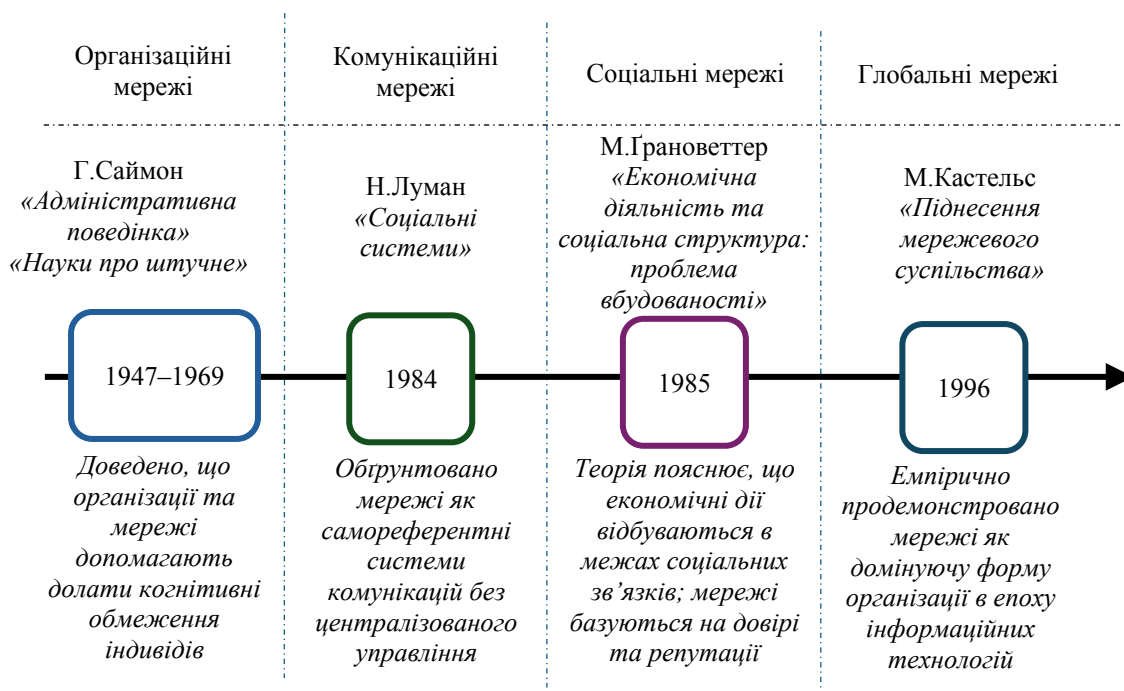 Організаційні
мережі
Комунікаційні
мережі
Соціальні мережі
Глобальні мережі
Г.Саймон
«Адміністративна
поведінка»
«Науки про штучне»
Н.Луман
«Соціальні
системи»
М.Ґрановеттер
«Економічна
діяльність та
соціальна структура:
проблема
вбудованості»
М.Кастельс
«Піднесення
мережевого
суспільства»
1947–1969
1984
1985
1996
Доведено, що
організації та
мережі
допомагають
долати когнітивні
обмеження
індивідів
Обґрунтовано
мережі як
самореферентні
системи
комунікацій без
централізованого
управління
Теорія пояснює, що
економічні дії
відбуваються в
межах соціальних
зв’язків; мережі
базуються на довірі
та репутації
Емпірично
продемонстровано
мережі як
домінуючу форму
організації в епоху
інформаційних
технологій